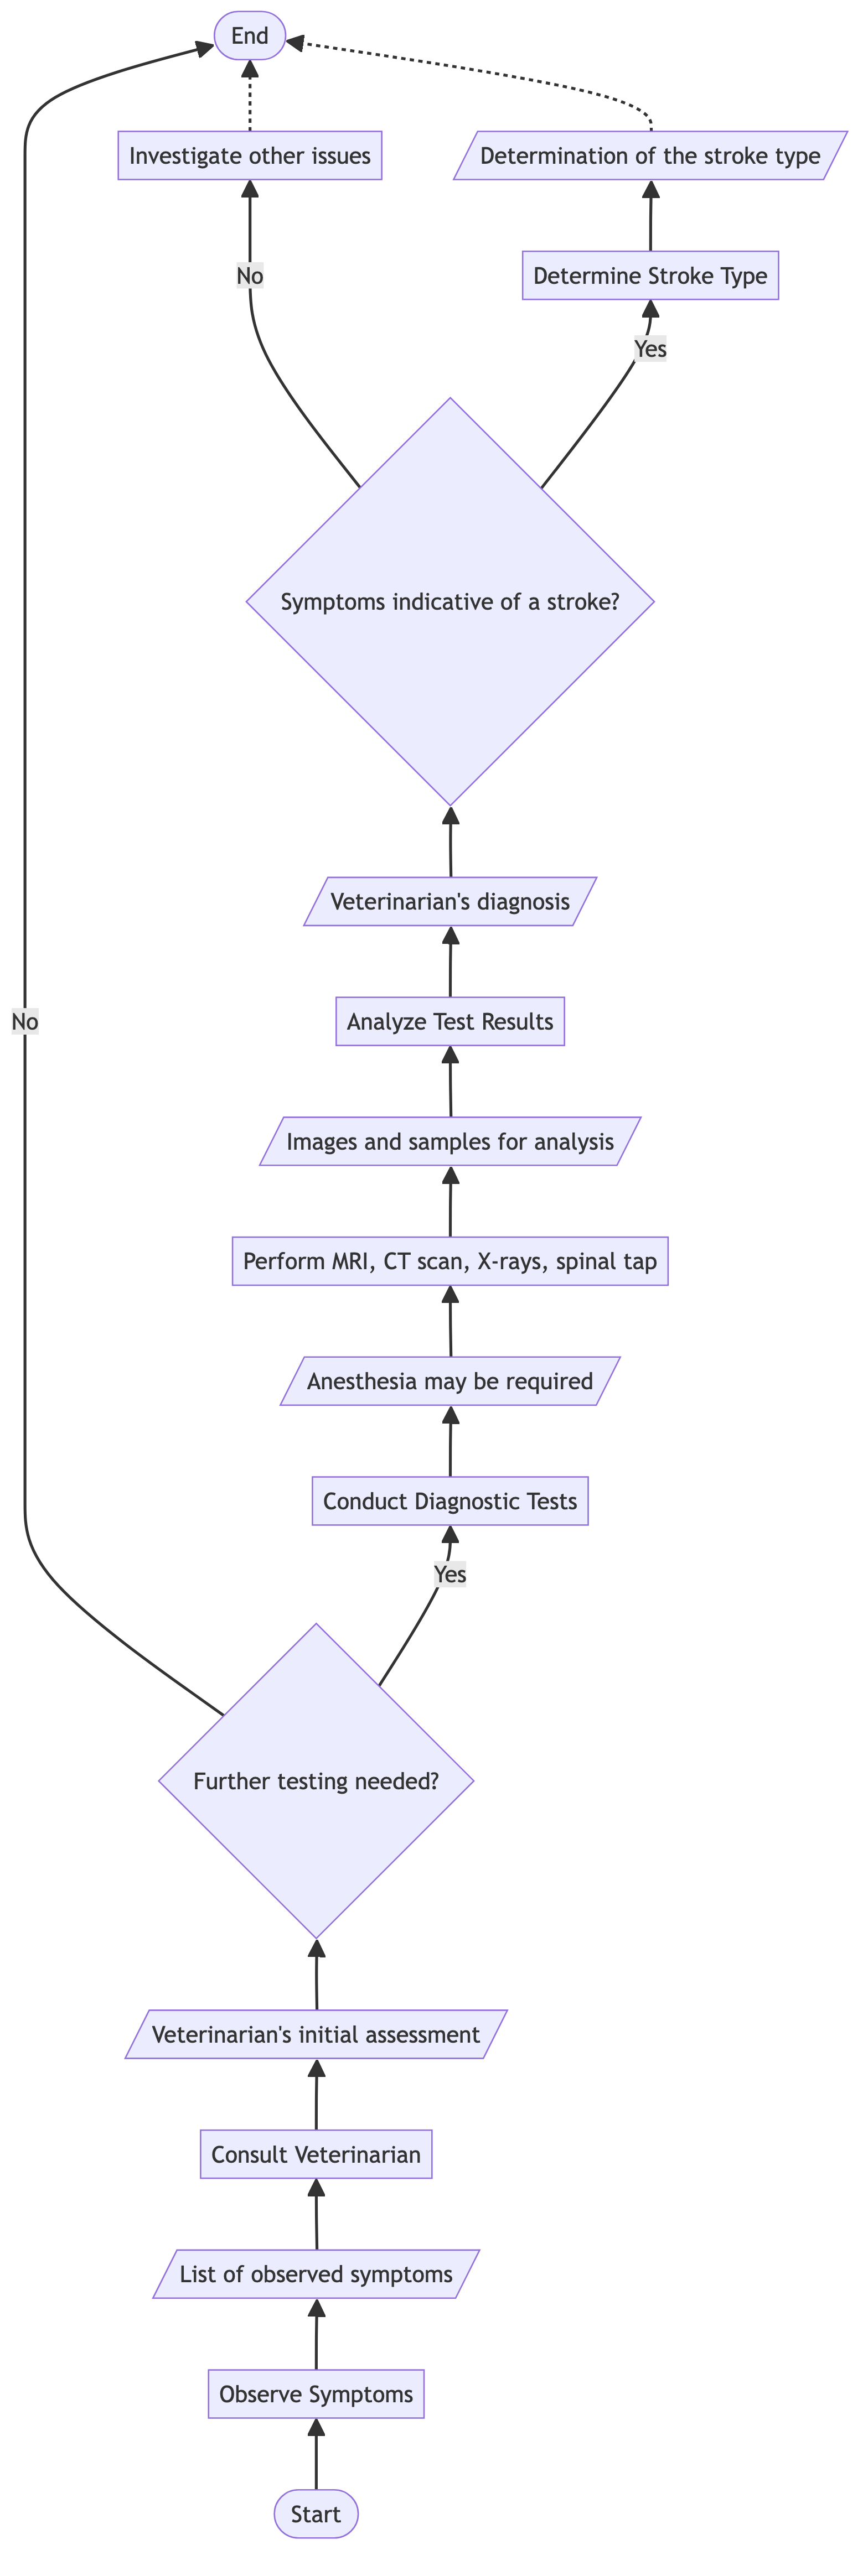 End
Investigate other issues
Determination of the stroke type
Determine Stroke Type
No
Yes
Symptoms indicative of a stroke?
Veterinarian's diagnosis
Analyze Test Results
No
Images and samples for analysis
Perform MRI, CT scan, X-rays, spinal tap
Anesthesia may be required
Conduct Diagnostic Tests
Yes
Further testing needed?
Veterinarian's initial assessment
Consult Veterinarian
List of observed symptoms
Observe Symptoms
Start